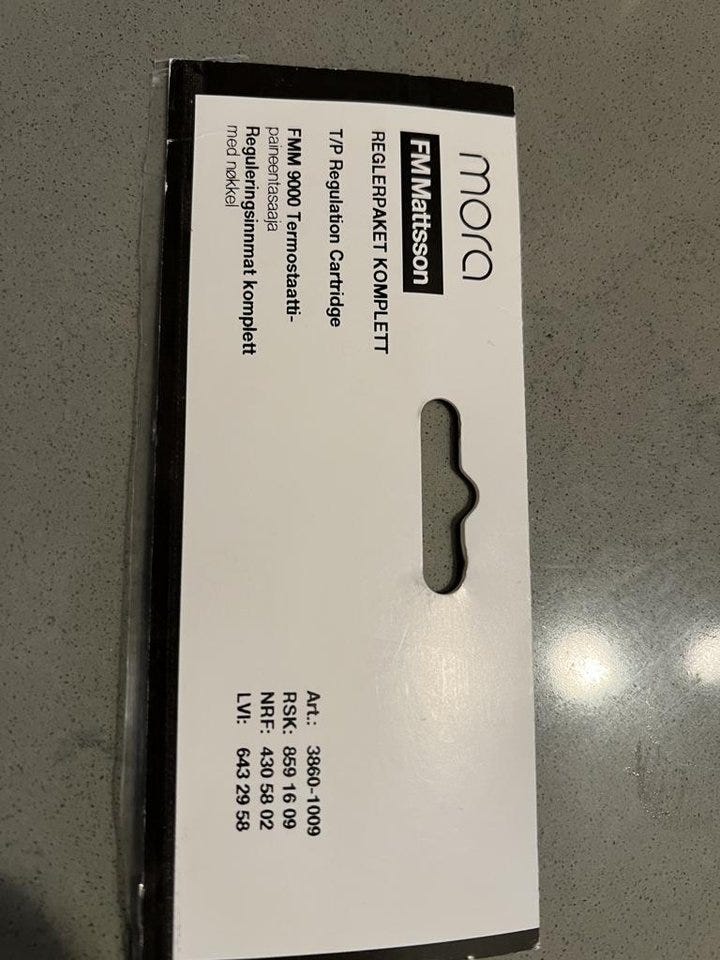 mora
FMMattsson
REGLERPAKET KOMPLETT
T/P Regulation Cartridge
FMM 9000 Termostaatti-
paineentasaaja
Reguleringsinnmat komplett
med nøkkel
Art.: 3860-1009
RSK: 859 16 09
NRF: 430 58 02
LVI: 643 29 58